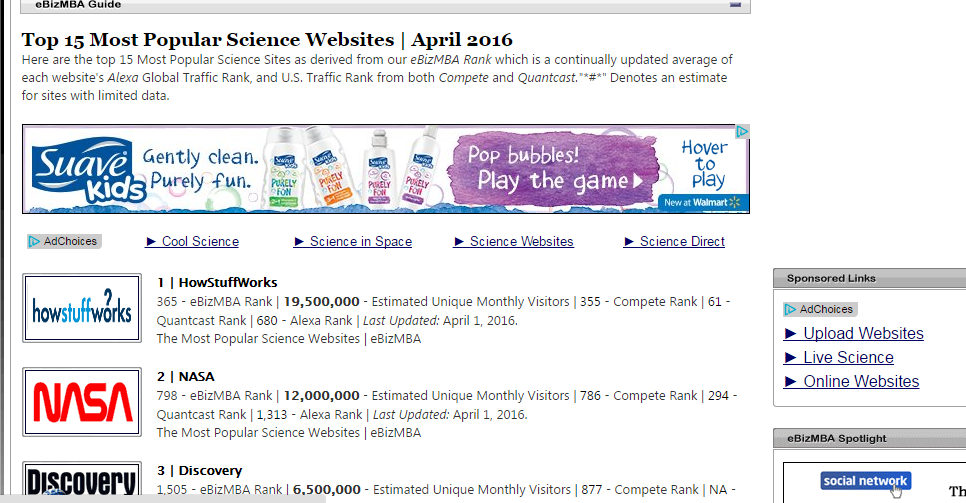 eBizMBA Guide
Top 15 Most Popular Science Websites | April 2016
Here are the top 15 Most Popular Science Sites as derived from our eBizMBA Rank which is a continually updated average of
each website's Alexa Global Traffic Rank, and U.S. Traffic Rank from both Compete and Quantcast."*#*" Denotes an estimate
for sites with limited data.
Suave Kids
Gently clean.
Purely fun.
Suave
PURELY FUN
Suave
PURELY FUN
Suave
PURELY FUN
Suave
PURELY FUN
Pop bubbles!
Play the game
Hover
to
play
New at Walmart
AdChoices
► Cool Science
► Science in Space
► Science Websites
► Science Direct
howstuffworks
1 | HowStuffWorks
365 - eBizMBA Rank | 19,500,000 - Estimated Unique Monthly Visitors | 355 - Compete Rank | 61 -
Quantcast Rank | 680 - Alexa Rank | Last Updated: April 1, 2016.
The Most Popular Science Websites | eBizMBA
NASA
2 | NASA
798 - eBizMBA Rank | 12,000,000 - Estimated Unique Monthly Visitors | 786 - Compete Rank | 294 -
Quantcast Rank | 1,313 - Alexa Rank | Last Updated: April 1, 2016.
The Most Popular Science Websites | eBizMBA
Discovery
3 | Discovery
1,505 - eBizMBA Rank | 6,500,000 - Estimated Unique Monthly Visitors | 877 - Compete Rank | NA -
Sponsored Links
AdChoices
► Upload Websites
► Live Science
► Online Websites
eBizMBA Spotlight
social network